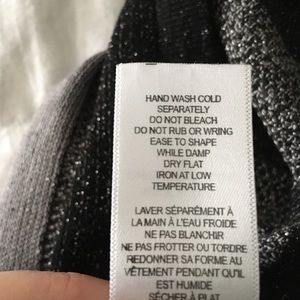 HAND WASH COLD
SEPARATELY
DO NOT BLEACH
DO NOT RUB OR WRING
EASE TO SHAPE
WHILE DAMP
DRY FLAT
IRON AT LOW
TEMPERATURE
LAVER SÉPARÉMENT À
LA MAIN À L'EAU FROIDE
NE PAS BLANCHIR
NE PAS FROTTER OU TORDRE
REDONNER SA FORME AU
VÊTEMENT PENDANT QU'IL
EST HUMIDE
SÉCHER À PLAT